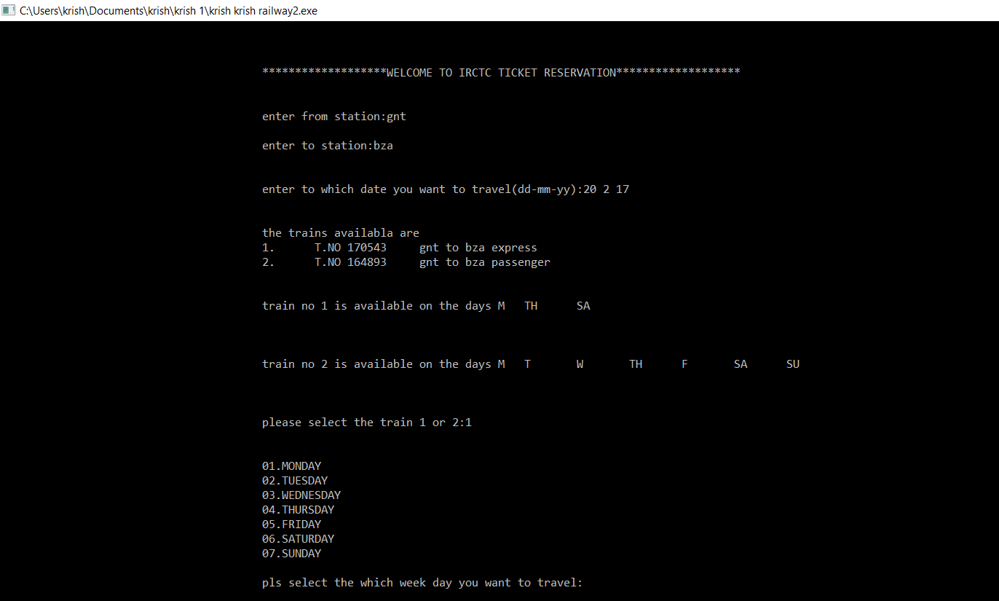 C:\Users\krish\Documents\krish\krish 1\krish krish railway2.exe
*******************WELCOME TO IRCTC TICKET RESERVATION*******************
enter from station:gnt
enter to station:bza
enter to which date you want to travel(dd-mm-yy):20 2 17
the trains availabla are
1.      T.NO 170543     gnt to bza express
2.      T.NO 164893     gnt to bza passenger
train no 1 is available on the days M   TH      SA
train no 2 is available on the days M   T       W       TH      F       SA      SU
please select the train 1 or 2:1
01.MONDAY
02.TUESDAY
03.WEDNESDAY
04.THURSDAY
05.FRIDAY
06.SATURDAY
07.SUNDAY
pls select the which week day you want to travel: